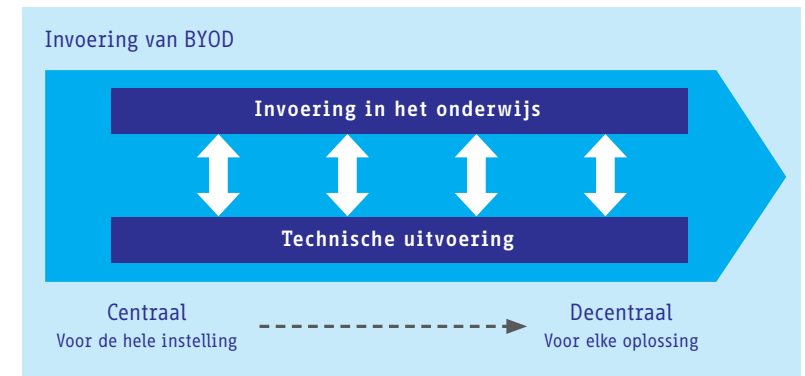 Invoering van BYOD
Invoering in het onderwijs
Technische uitvoering
Centraal
Voor de hele instelling
Decentraal
Voor elke oplossing